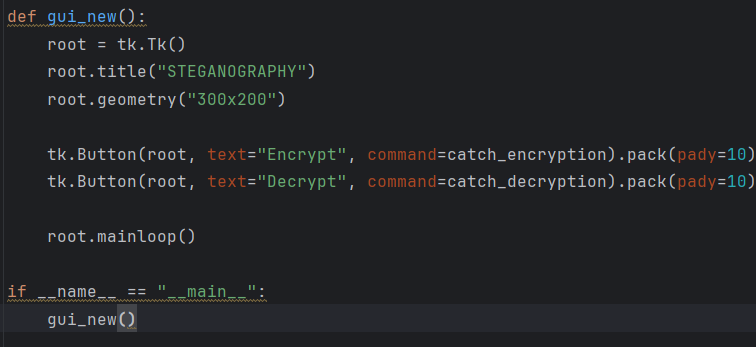 def gui_new():
    root = tk.Tk()
    root.title("STEGANOGRAPHY")
    root.geometry("300x200")

    tk.Button(root, text="Encrypt", command=catch_encryption).pack(pady=10)
    tk.Button(root, text="Decrypt", command=catch_decryption).pack(pady=10)

    root.mainloop()

if __name__ == "__main__":
    gui_new()